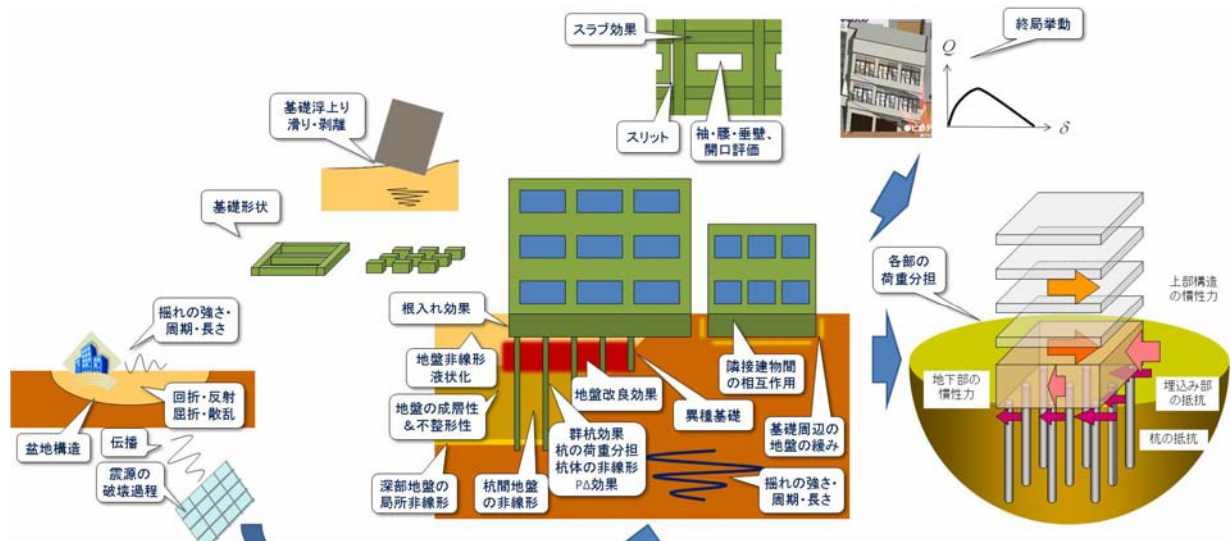 スラブ効果
スリット
袖・腰・垂壁、
開口評価
終局挙動
Q
δ
基礎浮上り
滑り・剥離
基礎形状
根入れ効果
地盤非線形
液状化
地盤の成層性
&不整形性
深部地盤の
局所非線形
杭間地盤
の非線形
地盤改良効果
群杭効果
杭の荷重分担
杭体の非線形
PΔ効果
異種基礎
隣接建物間
の相互作用
基礎周辺の
地盤の緩み
揺れの強さ・
周期・長さ
揺れの強さ・
周期・長さ
回折・反射
屈折・散乱
盆地構造
伝播
震源の
破壊過程
各部の
荷重分担
上部構造
の慣性力
地下部の
慣性力
埋込み部
の抵抗
杭の抵抗